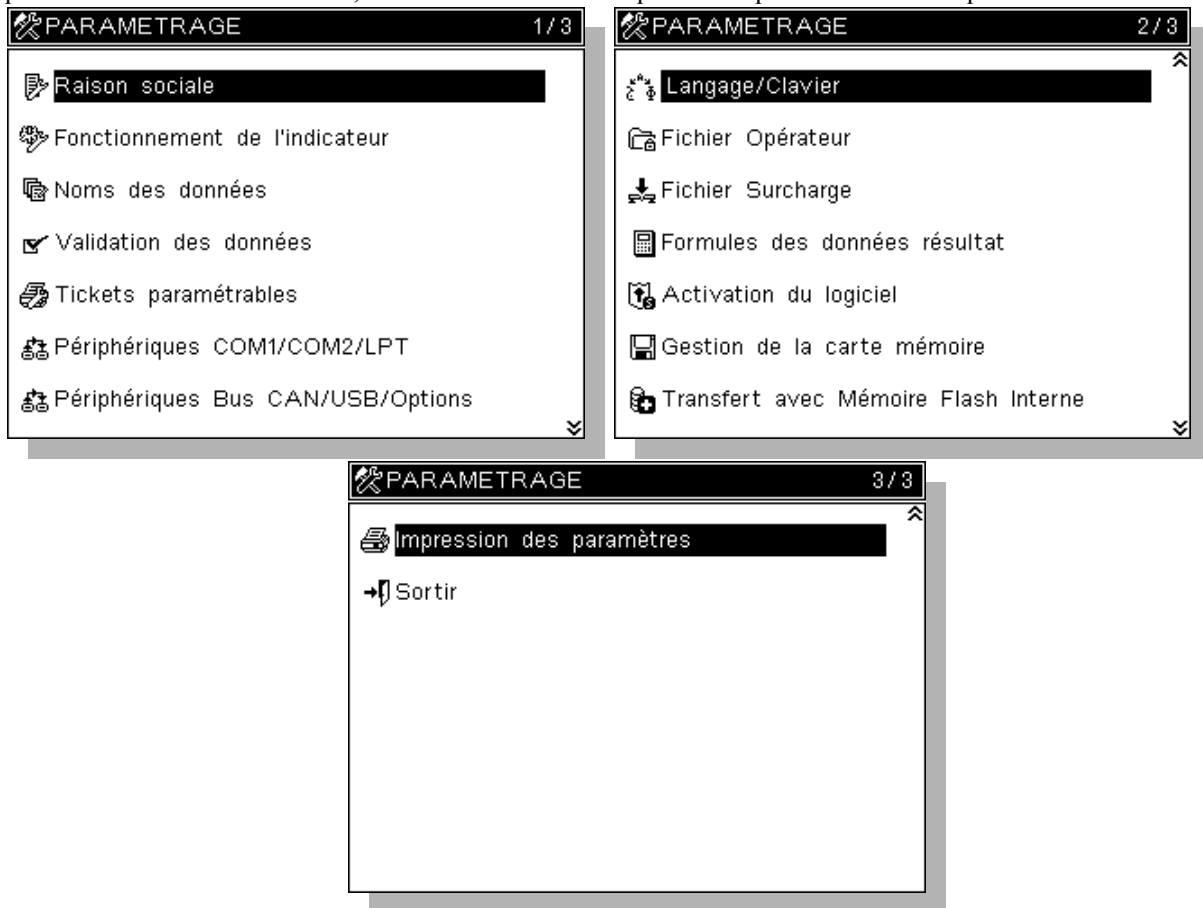 PARAMETRAGE 1/3
Raison sociale
Fonctionnement de l'indicateur
Noms des données
Validation des données
Tickets paramétrables
Périphériques COM1/COM2/LPT
Périphériques Bus CAN/USB/Options
PARAMETRAGE 2/3
Langage/Clavier
Fichier Opérateur
Fichier Surcharge
Formules des données résultat
Activation du logiciel
Gestion de la carte mémoire
Transfert avec Mémoire Flash Interne
PARAMETRAGE 3/3
Impression des paramètres
Sortir